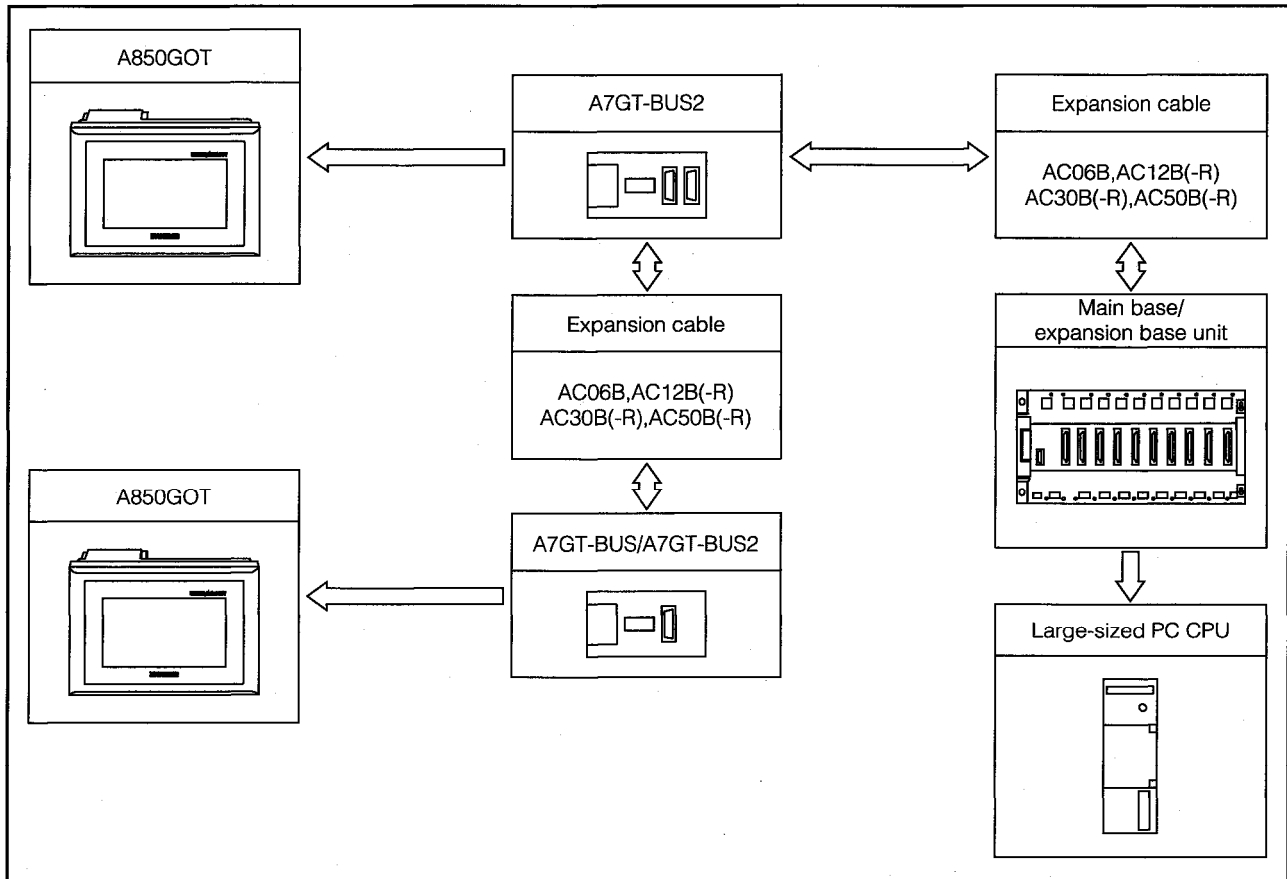 A850GOT
A7GT-BUS2
Expansion cable
AC06B,AC12B(-R)
AC30B(-R),AC50B(-R)
Expansion cable
AC06B,AC12B(-R)
AC30B(-R),AC50B(-R)
Main base/
expansion base unit
A850GOT
A7GT-BUS/A7GT-BUS2
Large-sized PC CPU